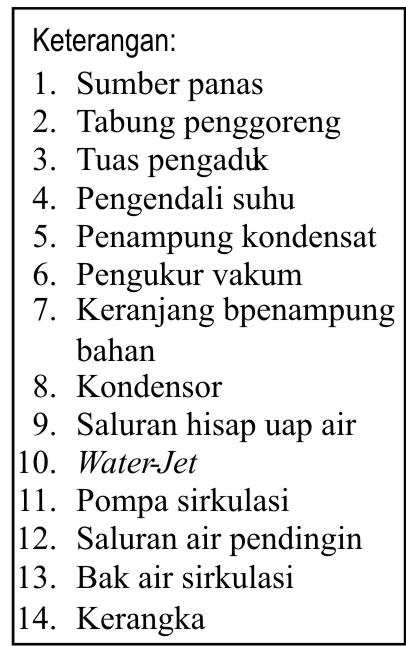 Keterangan:
1. Sumber panas
2. Tabung penggoreng
3. Tuas pengaduk
4. Pengendali suhu
5. Penampung kondensat
6. Pengukur vakum
7. Keranjang bpenampung
bahan
8. Kondensor
9. Saluran hisap uap air
10. Water-Jet
11. Pompa sirkulasi
12. Saluran air pendingin
13. Bak air sirkulasi
14. Kerangka